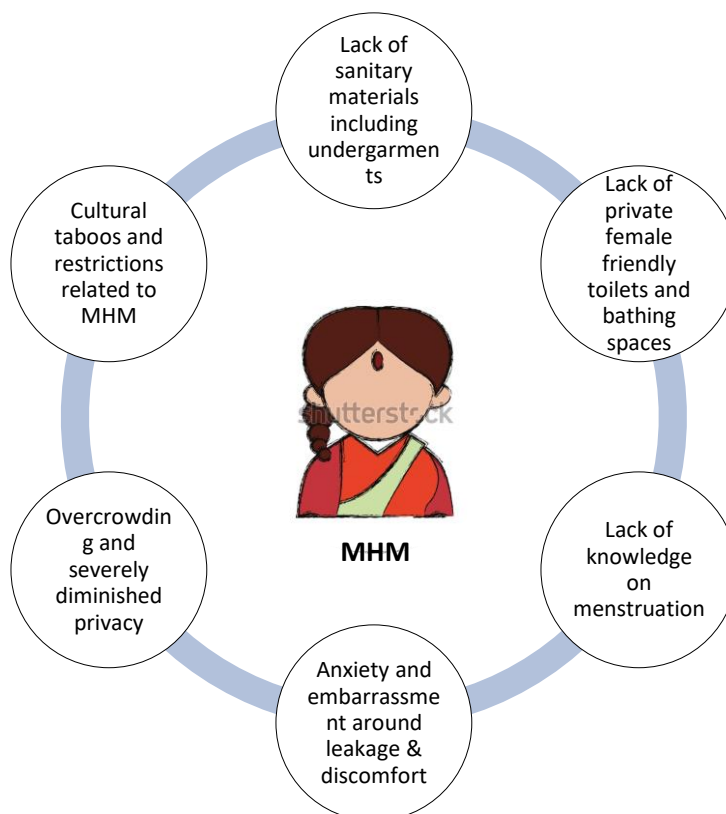 Lack of
sanitary
materials
including
undergarmen
ts
Lack of
private
female
friendly
toilets and
bathing
spaces
Lack of
knowledge
on
menstruation
Anxiety and
embarrassme
nt around
leakage &
discomfort
Overcrowdin
g and
severely
diminished
privacy
Cultural
taboos and
restrictions
related to
MHM
shutterstock
MHM